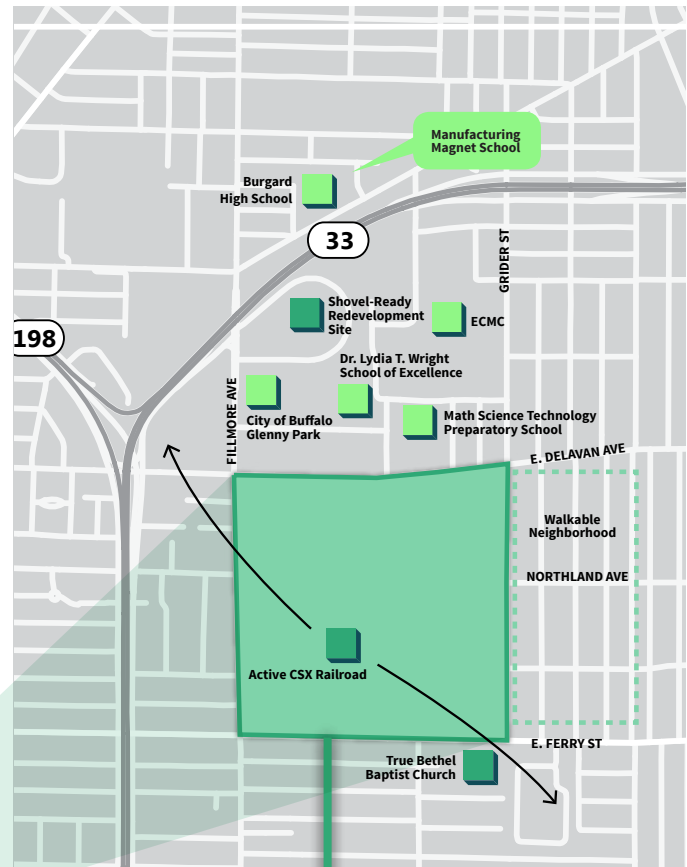 Manufacturing
Magnet School
Burgard
High School
33
GRIDER ST
198
Shovel-Ready
Redevelopment
Site
ECMC
Dr. Lydia T. Wright
School of Excellence
FILLMORE AVE
City of Buffalo
Glenny Park
Math Science Technology
Preparatory School
E. DELAVAN AVE
Walkable
Neighborhood
NORTHLAND AVE
Active CSX Railroad
E. FERRY ST
True Bethel
Baptist Church